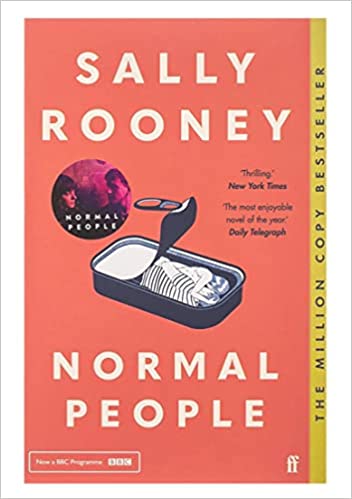 SALLY
ROONEY
NORMAL
PEOPLE
'Thrilling.'
New York Times
'The most enjoyable
novel of the year.'
Daily Telegraph
THE MILLION COPY BESTSELLER
NORMAL
PEOPLE
Now a BBC Programme BBC
ff